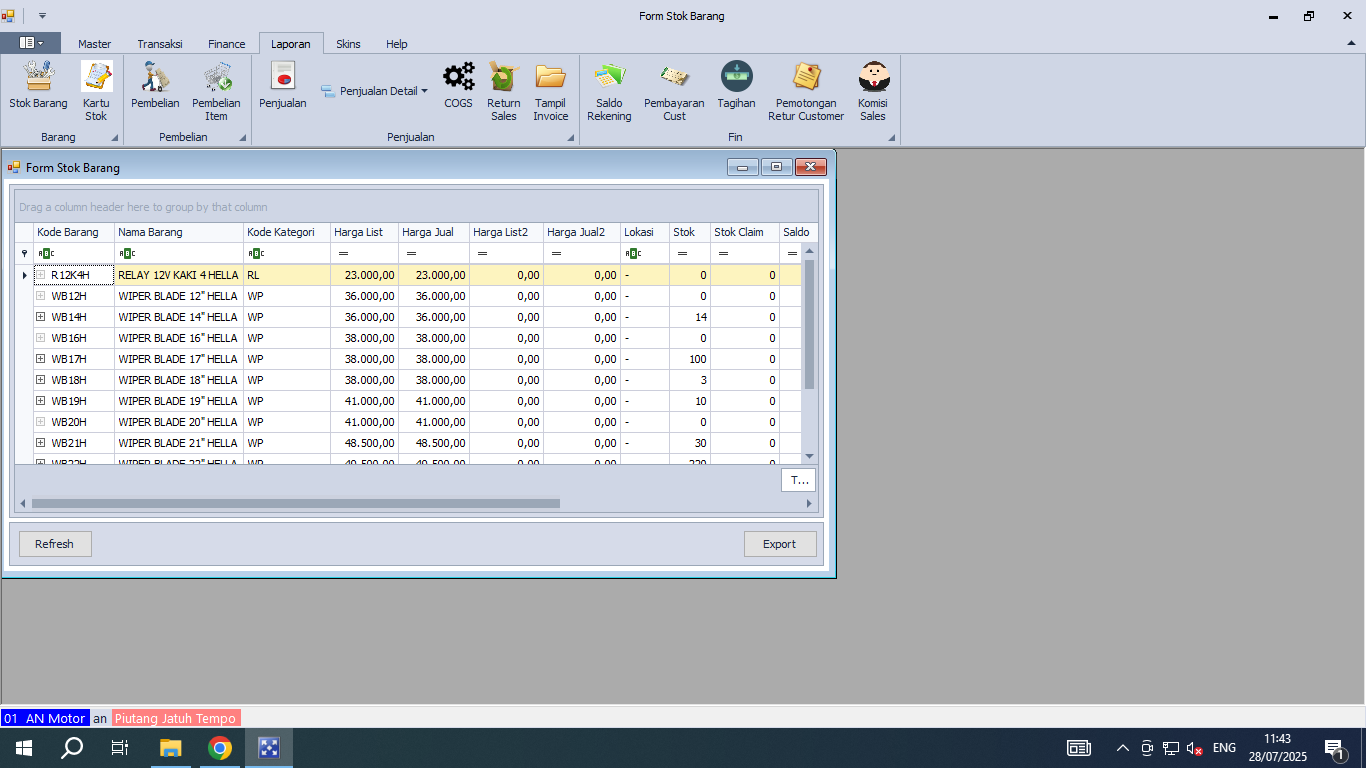 Form Stok Barang
Master Transaksi Finance Laporan Skins Help
Stok Barang
Kartu Stok
Pembelian
Pembelian Item
Penjualan
Penjualan Detail
COGS
Return Sales
Tampil Invoice
Saldo Rekening
Pembayaran Cust
Tagihan
Pemotongan Retur Customer
Komisi Sales
Barang Pembelian Penjualan Fin
Form Stok Barang
Drag a column header here to group by that column
Kode Barang Nama Barang Kode Kategori Harga List Harga Jual Harga List2 Harga Jual2 Lokasi Stok Stok Claim Saldo
ABC ABC ABC = = = = ABC = = =
R12K4H RELAY 12V KAKI 4 HELLA RL 23.000,00 23.000,00 0,00 0,00 - 0 0
WB12H WIPER BLADE 12" HELLA WP 36.000,00 36.000,00 0,00 0,00 - 0 0
WB14H WIPER BLADE 14" HELLA WP 36.000,00 36.000,00 0,00 0,00 - 14 0
WB16H WIPER BLADE 16" HELLA WP 38.000,00 38.000,00 0,00 0,00 - 0 0
WB17H WIPER BLADE 17" HELLA WP 38.000,00 38.000,00 0,00 0,00 - 100 0
WB18H WIPER BLADE 18" HELLA WP 38.000,00 38.000,00 0,00 0,00 - 3 0
WB19H WIPER BLADE 19" HELLA WP 41.000,00 41.000,00 0,00 0,00 - 10 0
WB20H WIPER BLADE 20" HELLA WP 41.000,00 41.000,00 0,00 0,00 - 0 0
WB21H WIPER BLADE 21" HELLA WP 48.500,00 48.500,00 0,00 0,00 - 30 0
WB22H WIPER BLADE 22" HELLA WP
T...
Refresh Export
01 AN Motor an Piutang Jatuh Tempo
ENG
11:43
28/07/2025
1